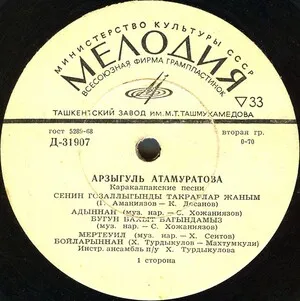 МИНИСТЕРСТВО КУЛЬТУРЫ СССР
МЕЛОДИЯ
ВСЕСОЮЗНАЯ ФИРМА ГРАМПЛАСТИНОК
33
ТАШКЕНТСКИЙ ЗАВОД ИМ. М.Т. ТАШМУХАМЕДОВА
гост 5289-68
вторая гр.
Д-31907
0-70
АРЗЫГУЛЬ АТАМУРАТОЗА
Каракалпакские песни
СЕНИН ГОЗАЛЛЫГЫНДЫ ТАКРАБЛАР ЖАНЫМ
(Г. Аманиязов — К. Досанов)
АДЫННАН (муз. нар.— С. Хожаниязов)
БУГУН БАХЫТ БАГЫНДАМЫЗ
(муз. нар.— С. Хожаниязов)
МЕРТЕУИЛ (муз. нар.— Х. Сеитов)
БОЙЛАРЫННАН (Х. Турдыкулов — Махтумкули)
Инстр. ансамбль п/у Х. Турдыкулова
1 сторона